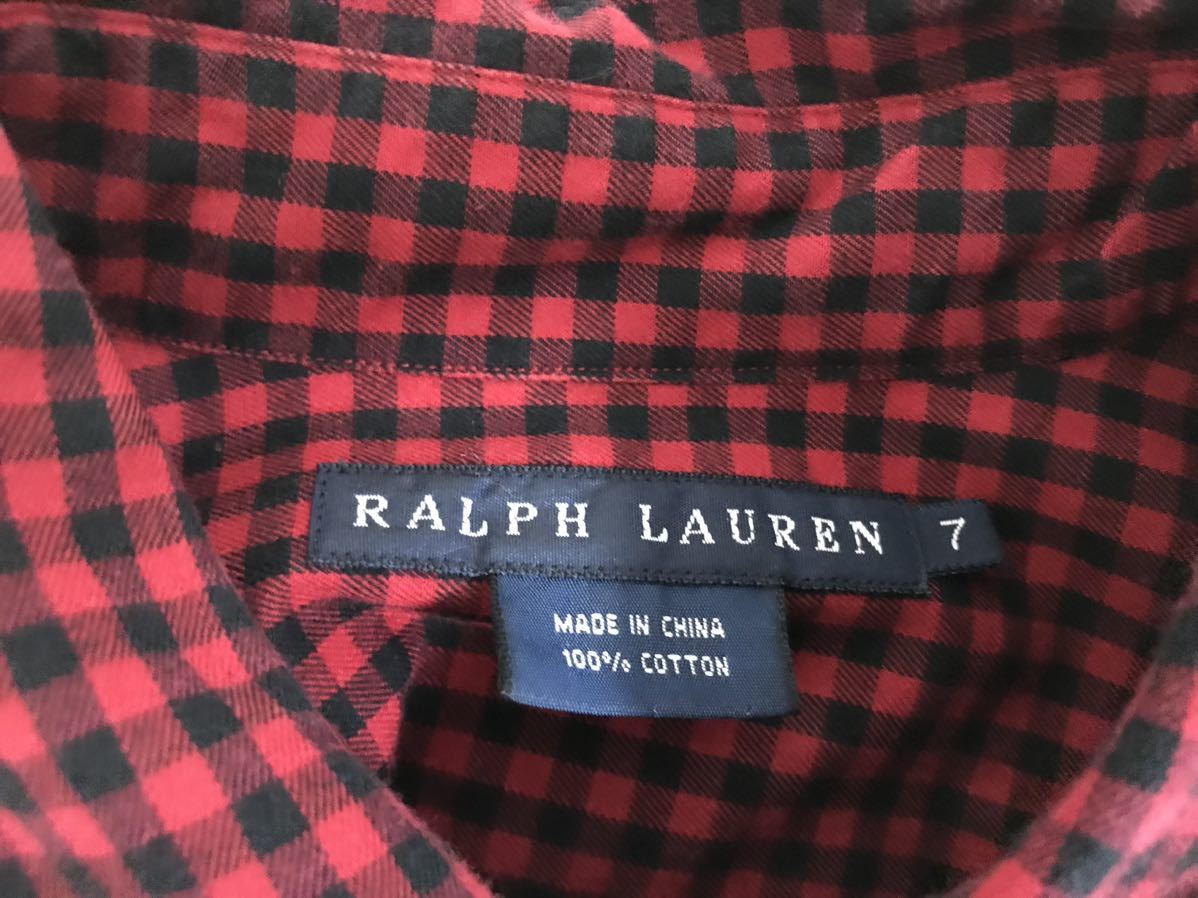 RALPH LAUREN 7
MADE IN CHINA
100% COTTON